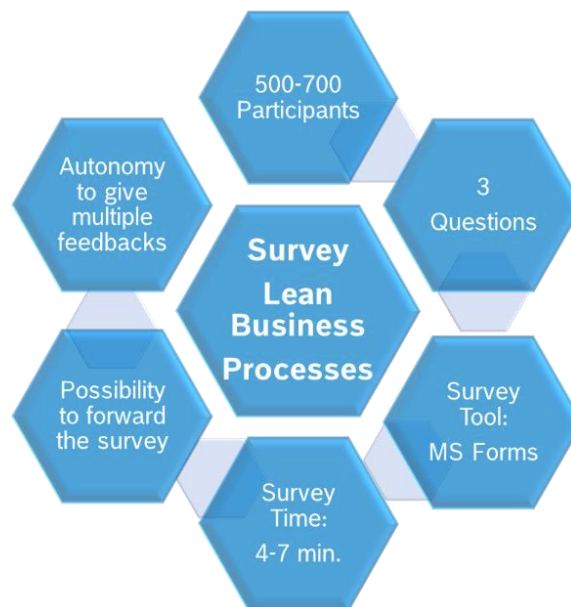 500-700
Participants
Autonomy
to give
multiple
feedbacks
3
Questions
Survey
Lean
Business
Processes
Possibility
to forward
the survey
Survey
Tool:
MS Forms
Survey
Time:
4-7 min.